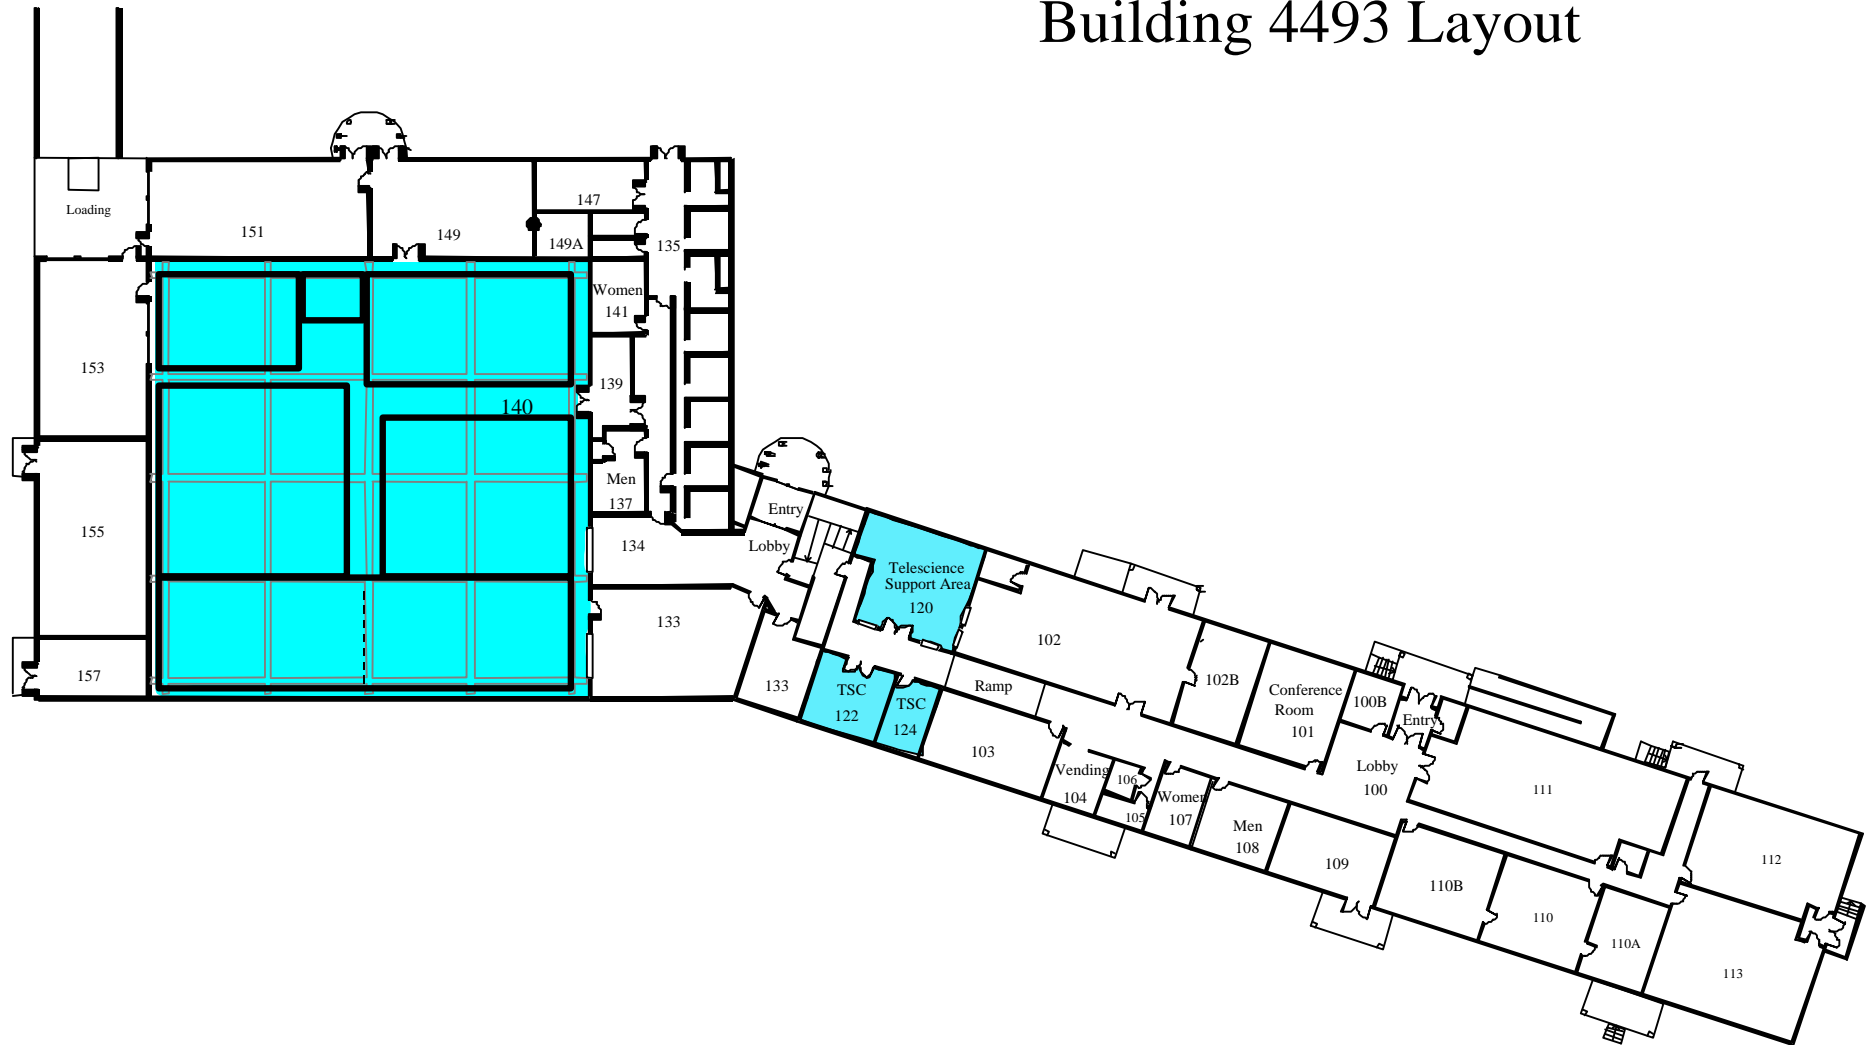 Building 4493 Layout
Loading
151
149
147
149A
135
Women
141
153
139
140
Men
137
155
134
Entry
Lobby
157
133
133
Telescience
Support Area
120
TSC
122
TSC
124
Ramp
102
102B
103
Conference
Room
101
100B
Entry
Lobby
100
Vending
104
106
105
Women
107
Men
108
109
111
110B
110
110A
112
113